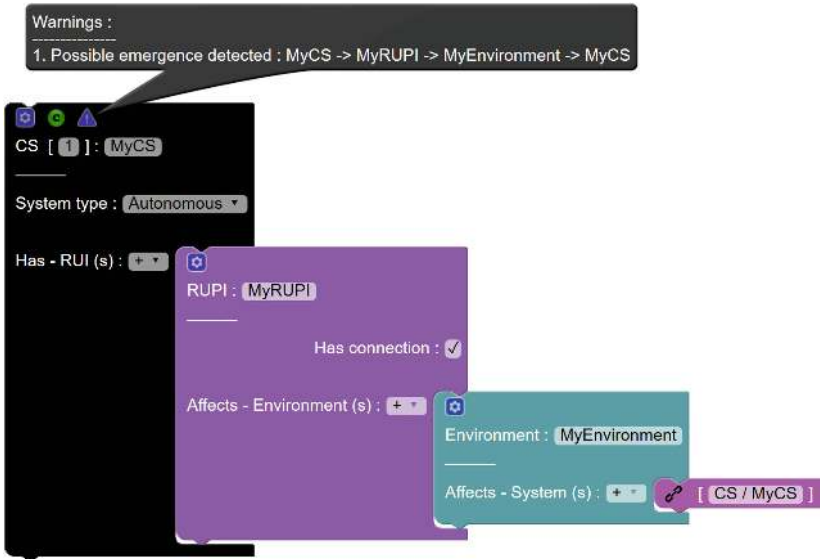 Warnings :
---------------
1. Possible emergence detected : MyCS -> MyRUPI -> MyEnvironment -> MyCS
C
CS [ 1 ] : MyCS
System type : Autonomous
Has - RUI (s) : +
RUPI : MyRUPI
Has connection : ✓
Affects - Environment (s) : +
Environment : MyEnvironment
Affects - System (s) : +
[ CS / MyCS ]